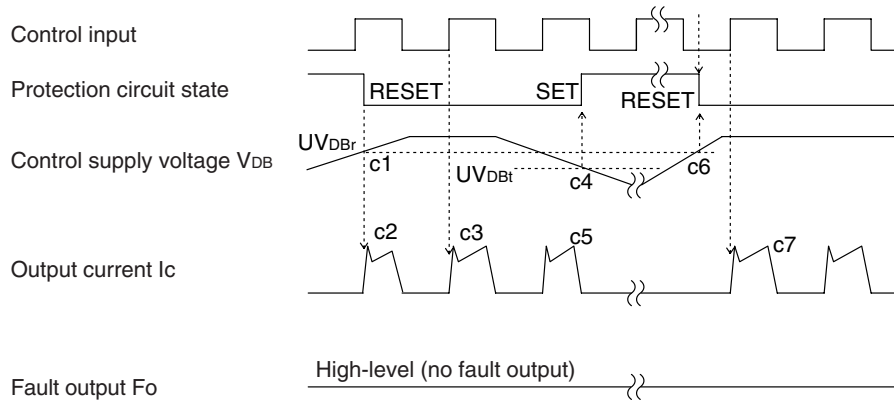 Control input
Protection circuit state
RESET
SET
RESET
UVDBr
Control supply voltage VDB
c1
UVDBt
c4
c6
c2
c3
c5
c7
Output current Ic
High-level (no fault output)
Fault output Fo